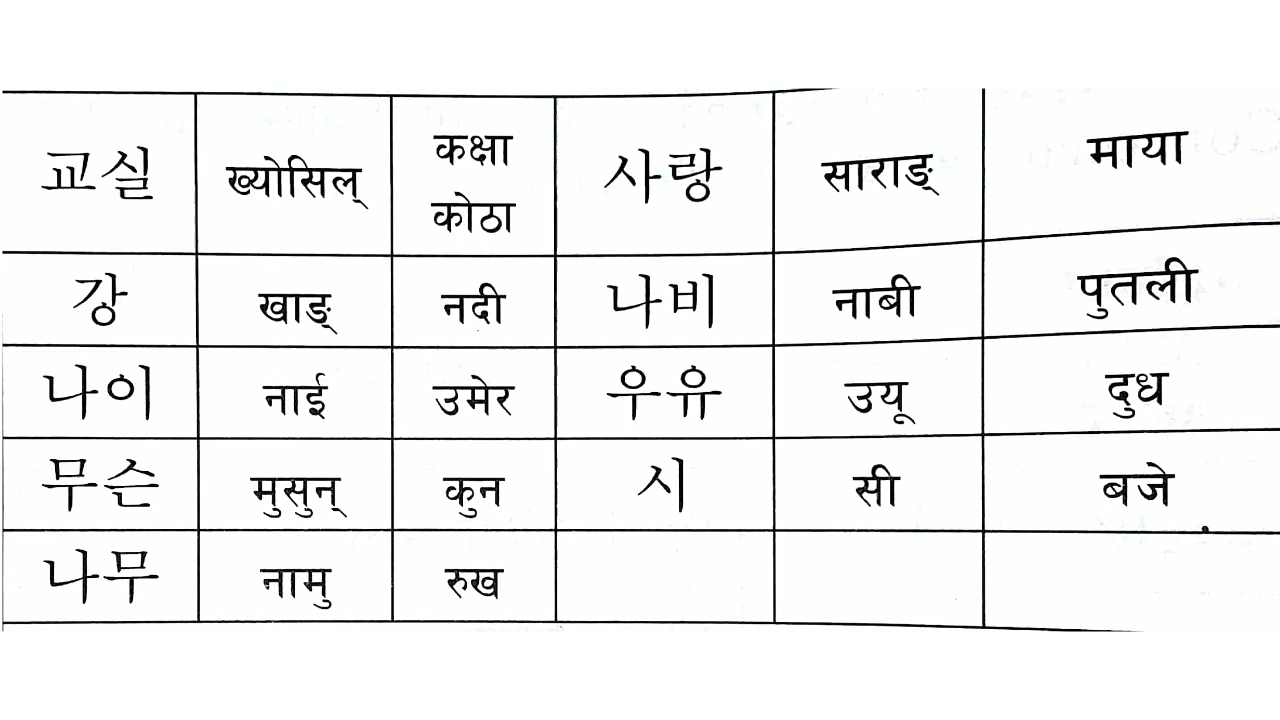 교실 ख्योसिल् कक्षा कोठा 사랑 साराङ् माया
강 खाङ् नदी 나비 नाबी पुतली
나이 नाई उमेर 우유 उयू दुध
무슨 मुसुन् कुन 시 सी बजे
나무 नामु रुख